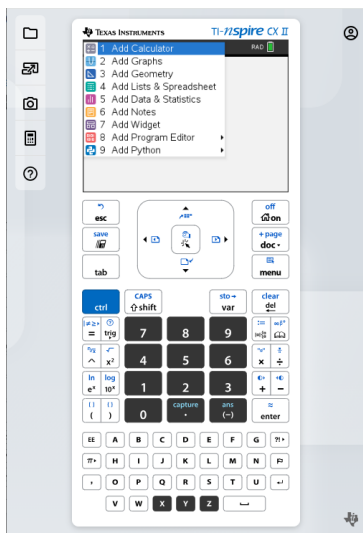 TEXAS INSTRUMENTS TI-nspire CX II
1 Add Calculator RAD
2 Add Graphs
3 Add Geometry
4 Add Lists & Spreadsheet
5 Add Data & Statistics
6 Add Notes
7 Add Widget
8 Add Program Editor
9 Add Python
esc
off
on
save
+ page
doc
tab
menu
ctrl
CAPS
shift
sto→
var
clear
del
= trig 7 8 9
^ x² 4 5 6 × ÷
ln log
eˣ 10ˣ 1 2 3 + −
capture ans
( ) 0 . (−) enter
EE A B C D E F G ?!
π H I J K L M N
, O P Q R S T U
V W X Y Z